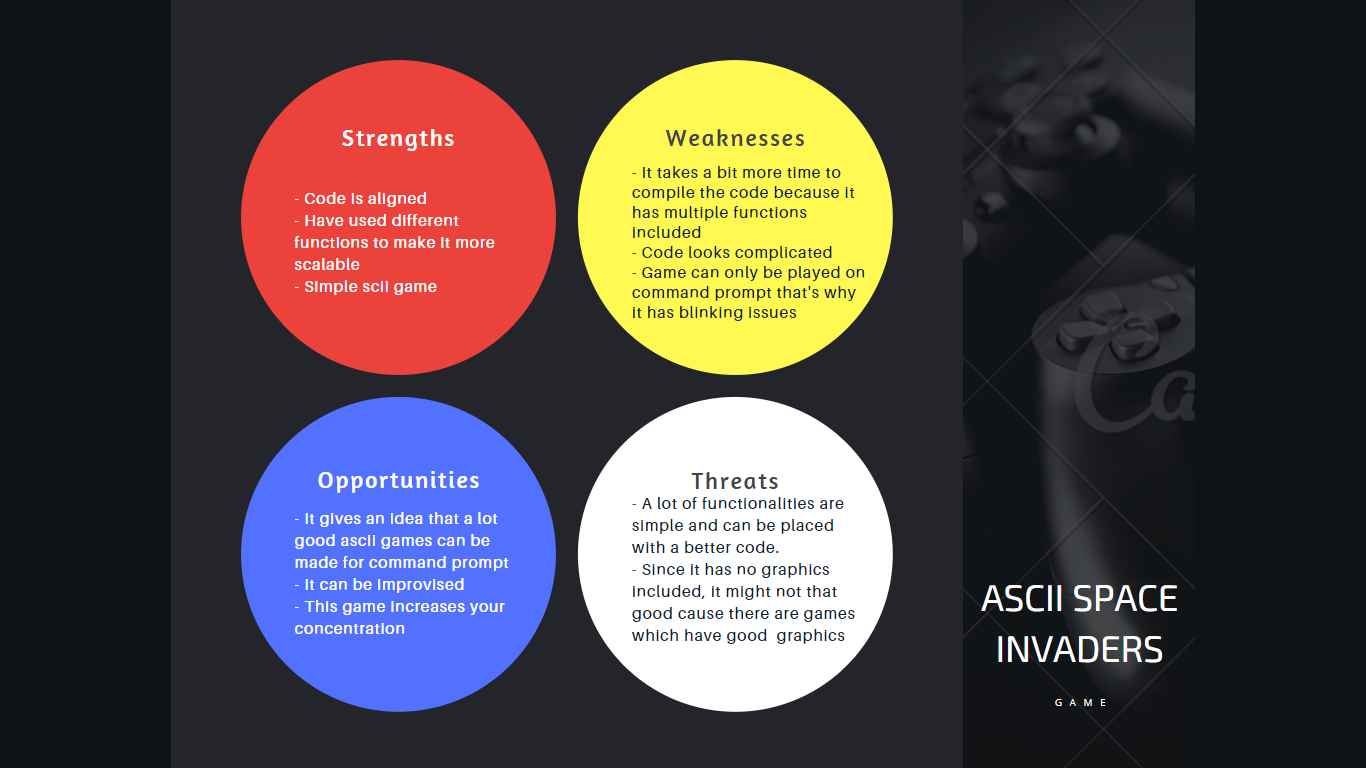 Strengths
- Code is aligned
- Have used different
functions to make it more
scalable
- Simple scii game
Weaknesses
- It takes a bit more time to
compile the code because it
has multiple functions
included
- Code looks complicated
- Game can only be played on
command prompt that's why
it has blinking issues
Opportunities
- It gives an idea that a lot
good ascii games can be
made for command prompt
- It can be improvised
- This game increases your
concentration
Threats
- A lot of functionalities are
simple and can be placed
with a better code.
- Since it has no graphics
included, it might not that
good cause there are games
which have good  graphics
Ca
ASCII SPACE
INVADERS
GAME